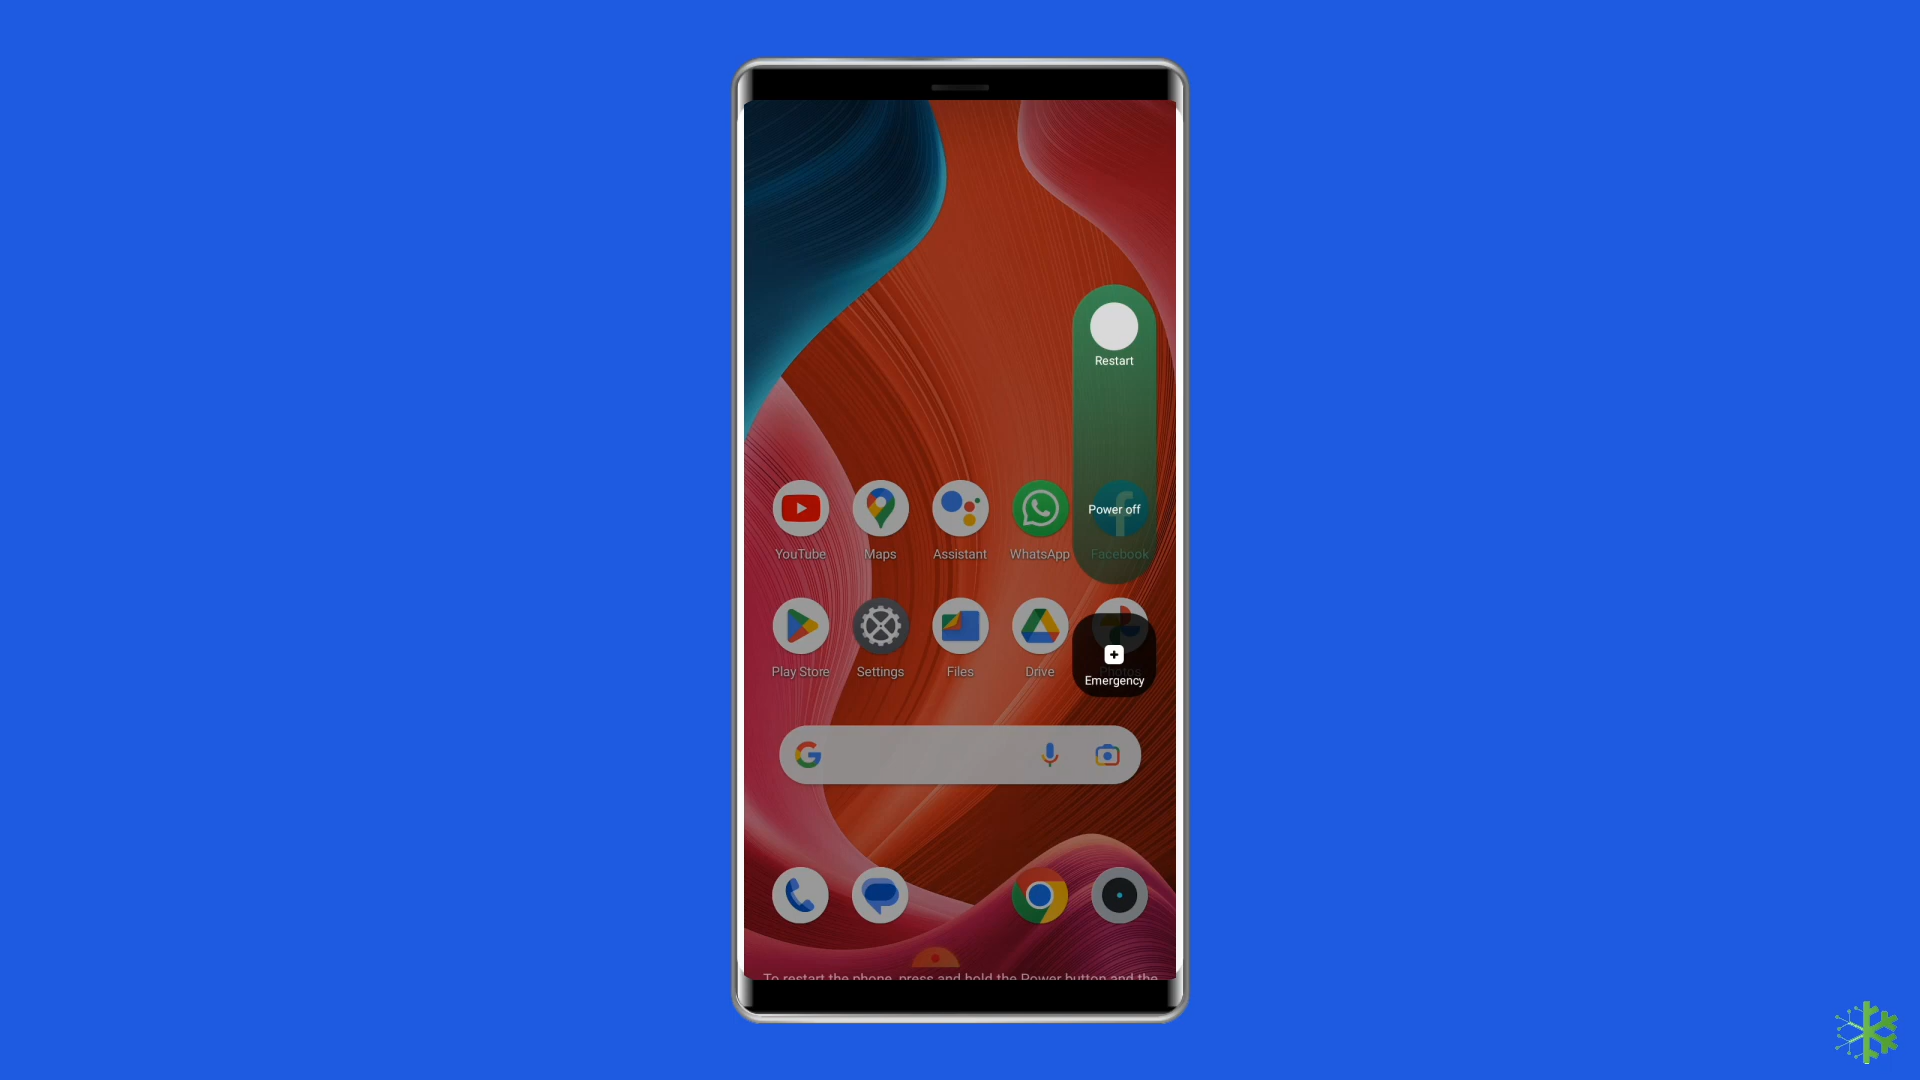 Restart
Power off
YouTube
Maps
Assistant
WhatsApp
Facebook
Play Store
Settings
Files
Drive
Photos
Emergency
To restart the phone, press and hold the Power button and the